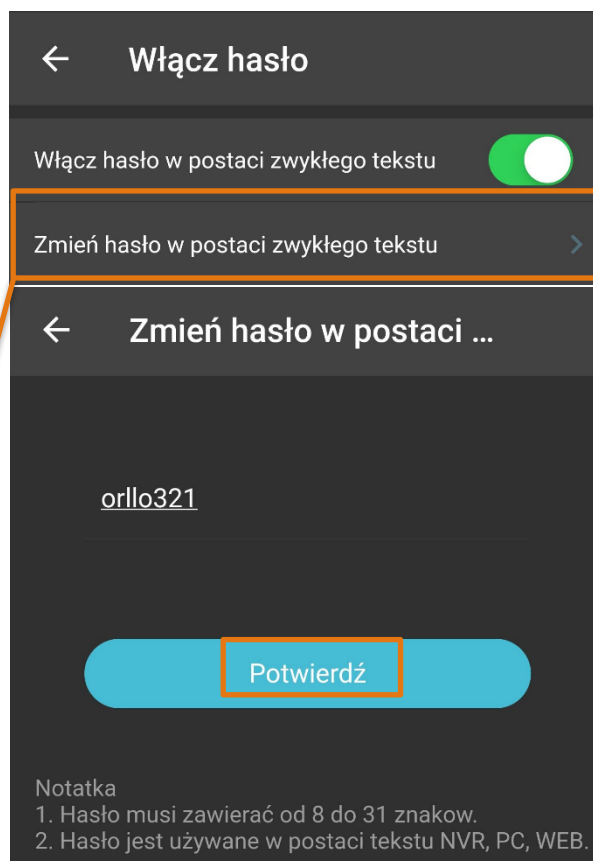 Włącz hasło
Włącz hasło w postaci zwykłego tekstu
Zmień hasło w postaci zwykłego tekstu
Zmień hasło w postaci ...
orllo321
Potwierdź
Notatka
1. Hasło musi zawierać od 8 do 31 znakow.
2. Hasło jest używane w postaci tekstu NVR, PC, WEB.